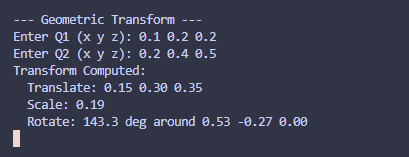 --- Geometric Transform ---
Enter Q1 (x y z): 0.1 0.2 0.2
Enter Q2 (x y z): 0.2 0.4 0.5
Transform Computed:
  Translate: 0.15 0.30 0.35
  Scale: 0.19
  Rotate: 143.3 deg around 0.53 -0.27 0.00